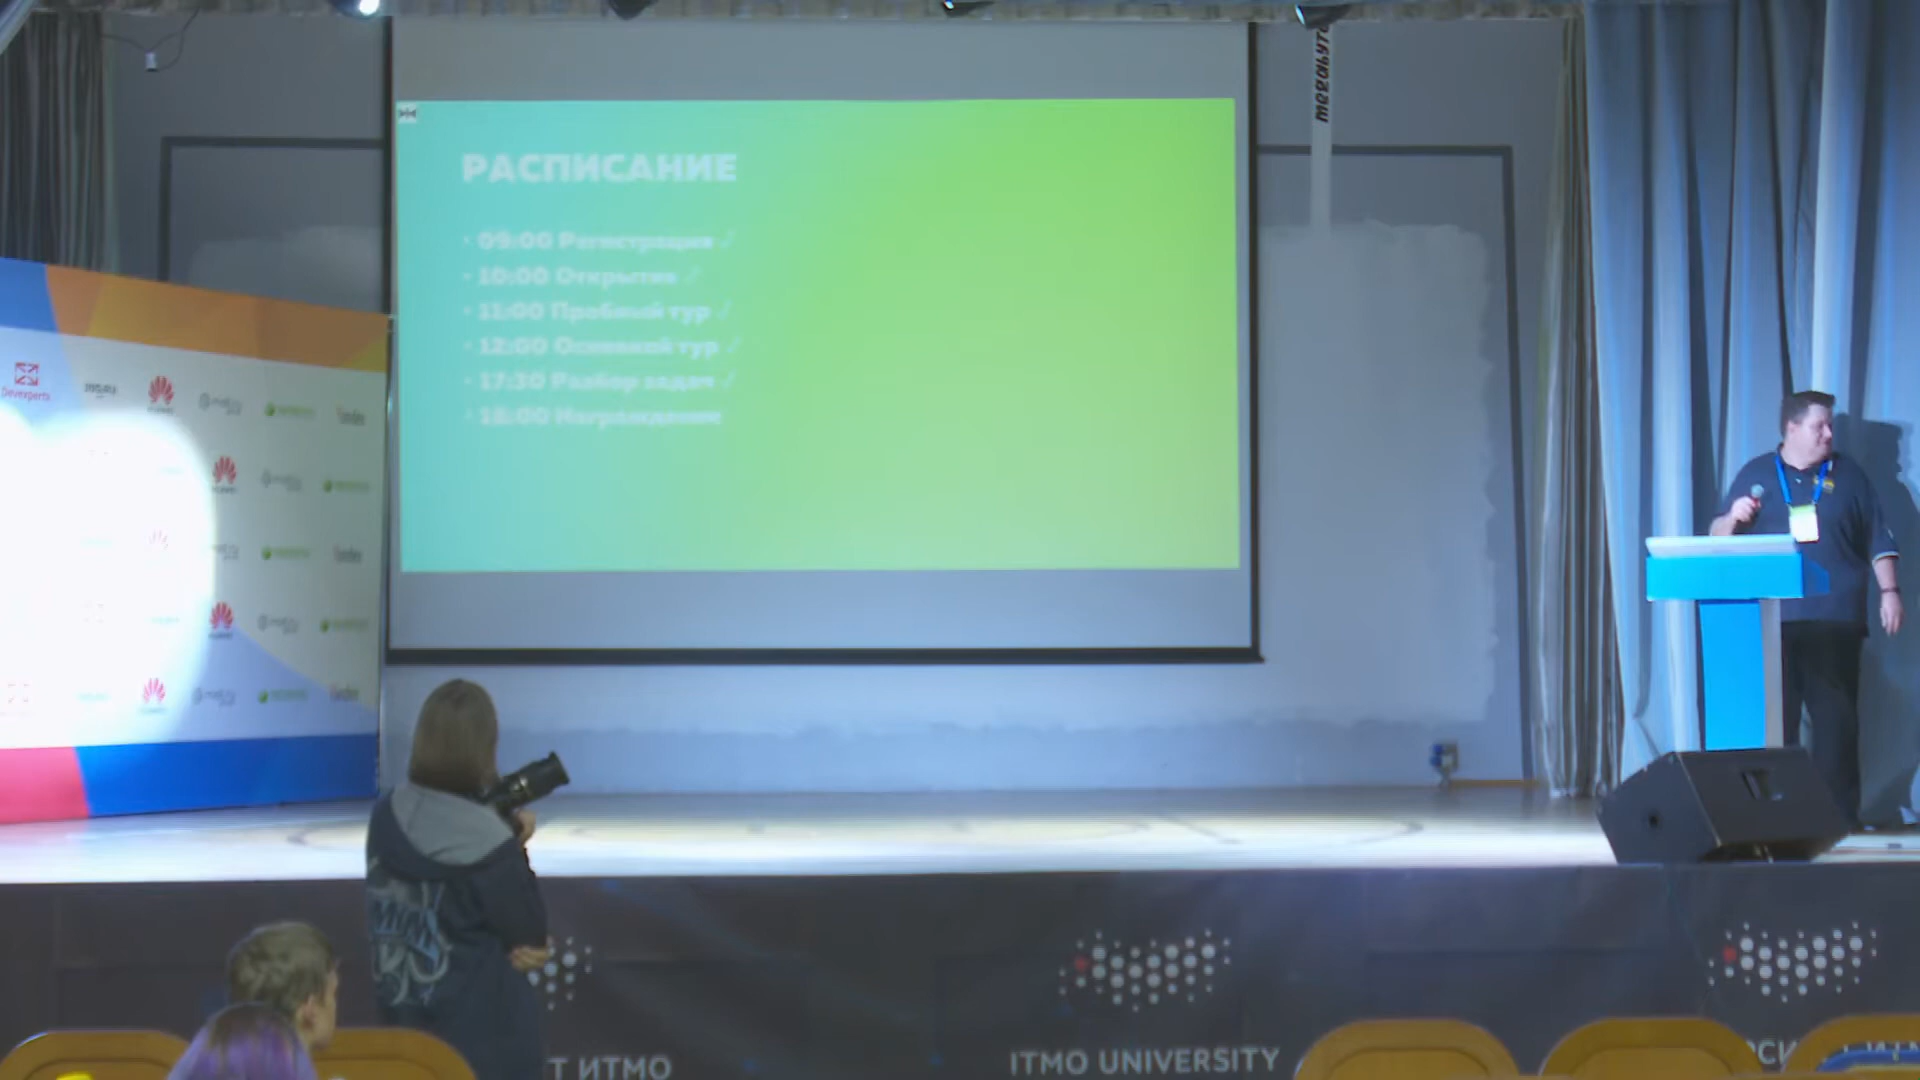 РАСПИСАНИЕ
· 09:00 Регистрация ✓
· 10:00 Открытие ✓
· 11:00 Пробный тур ✓
· 12:00 Основной тур ✓
· 17:30 Разбор задач ✓
· 18:00 Награждение
Devexperts
Yandex
Т ИТМО
ITMO UNIVERSITY